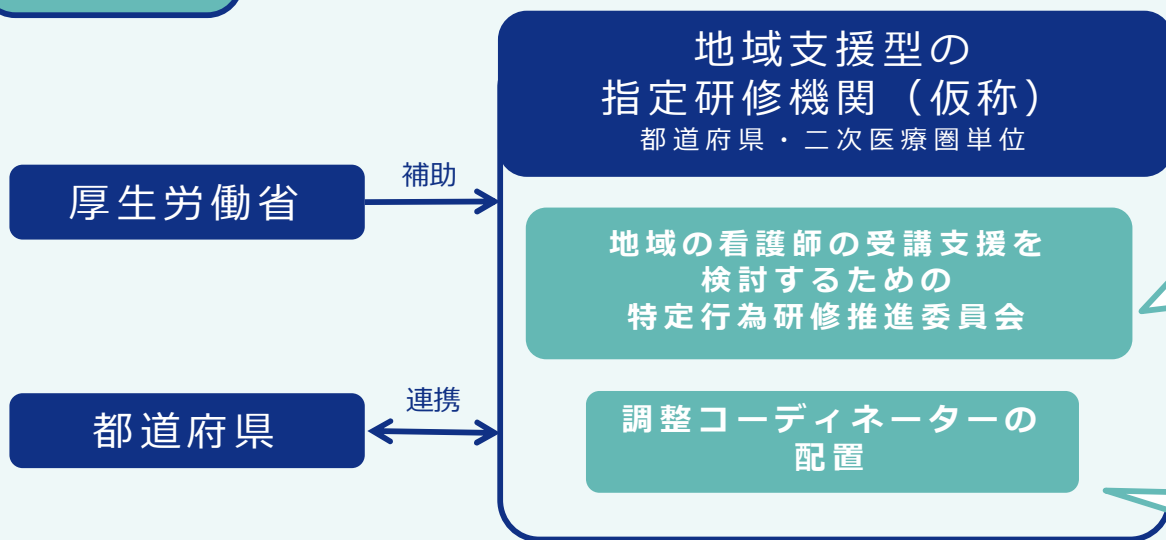 地域支援型の
指定研修機関（仮称）
都道府県・二次医療圏単位
補助
厚生労働省
地域の看護師の受講支援を
検討するための
特定行為研修推進委員会
連携
都道府県
調整コーディネーターの
配置